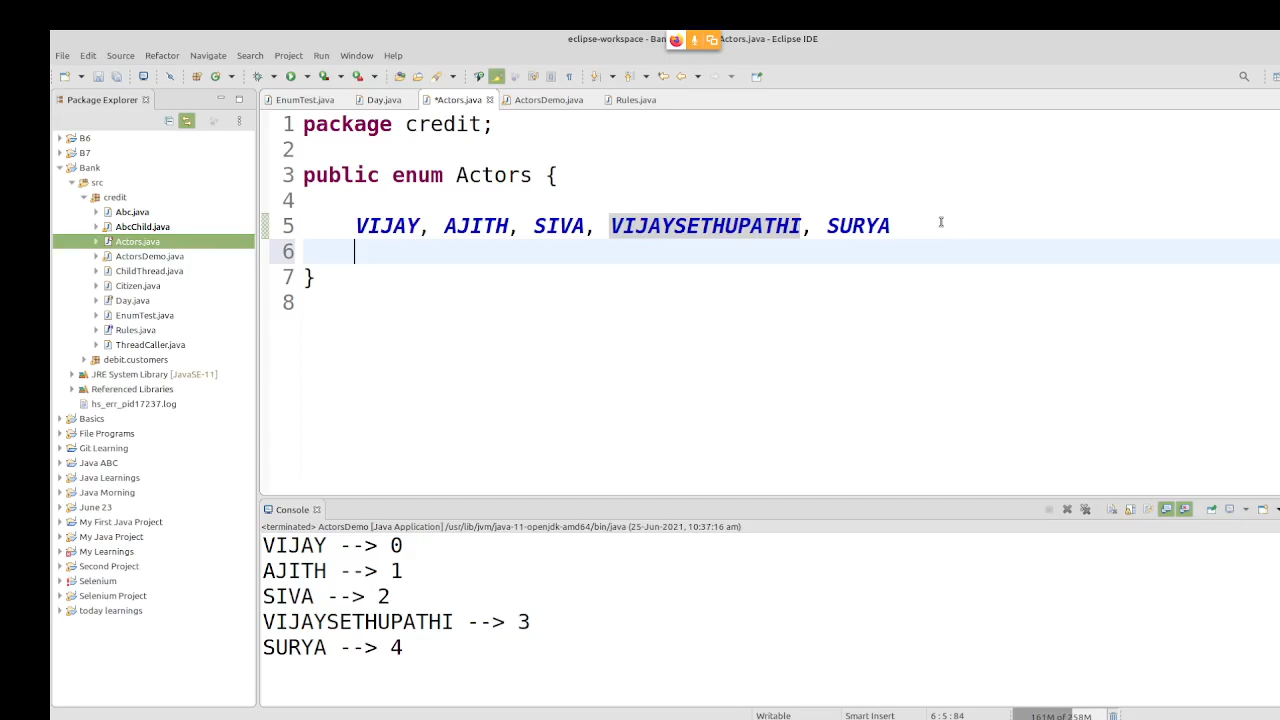 eclipse-workspace - Ban Actors.java - Eclipse IDE
File Edit Source Refactor Navigate Search Project Run Window Help
Package Explorer
EnumTest.java Day.java *Actors.java ActorsDemo.java Rules.java
B6
B7
Bank
src
credit
Abc.java
AbcChild.java
Actors.java
ActorsDemo.java
ChildThread.java
Citizen.java
Day.java
EnumTest.java
Rules.java
ThreadCaller.java
debit.customers
JRE System Library [JavaSE-11]
Referenced Libraries
hs_err_pid17237.log
Basics
File Programs
Git Learning
Java ABC
Java Learnings
Java Morning
June 23
My First Java Project
My Java Project
My Learnings
Second Project
Selenium
Selenium Project
today learnings
1 package credit;
2
3 public enum Actors {
4
5 VIJAY, AJITH, SIVA, VIJAYSETHUPATHI, SURYA
6
7 }
8
Console
<terminated> ActorsDemo [Java Application] /usr/lib/jvm/java-11-openjdk-amd64/bin/java (25-Jun-2021, 10:37:16 am)
VIJAY --> 0
AJITH --> 1
SIVA --> 2
VIJAYSETHUPATHI --> 3
SURYA --> 4
Writable Smart Insert 6 : 5 : 84 161M of 258M